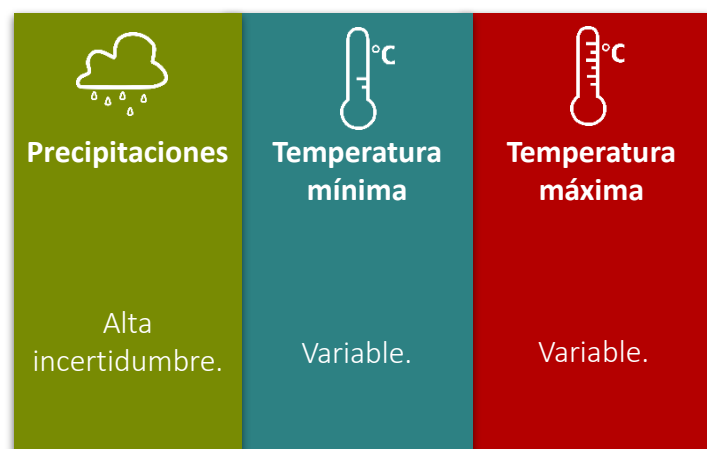 Precipitaciones
Alta
incertidumbre.
°C
Temperatura
mínima
Variable.
°C
Temperatura
máxima
Variable.